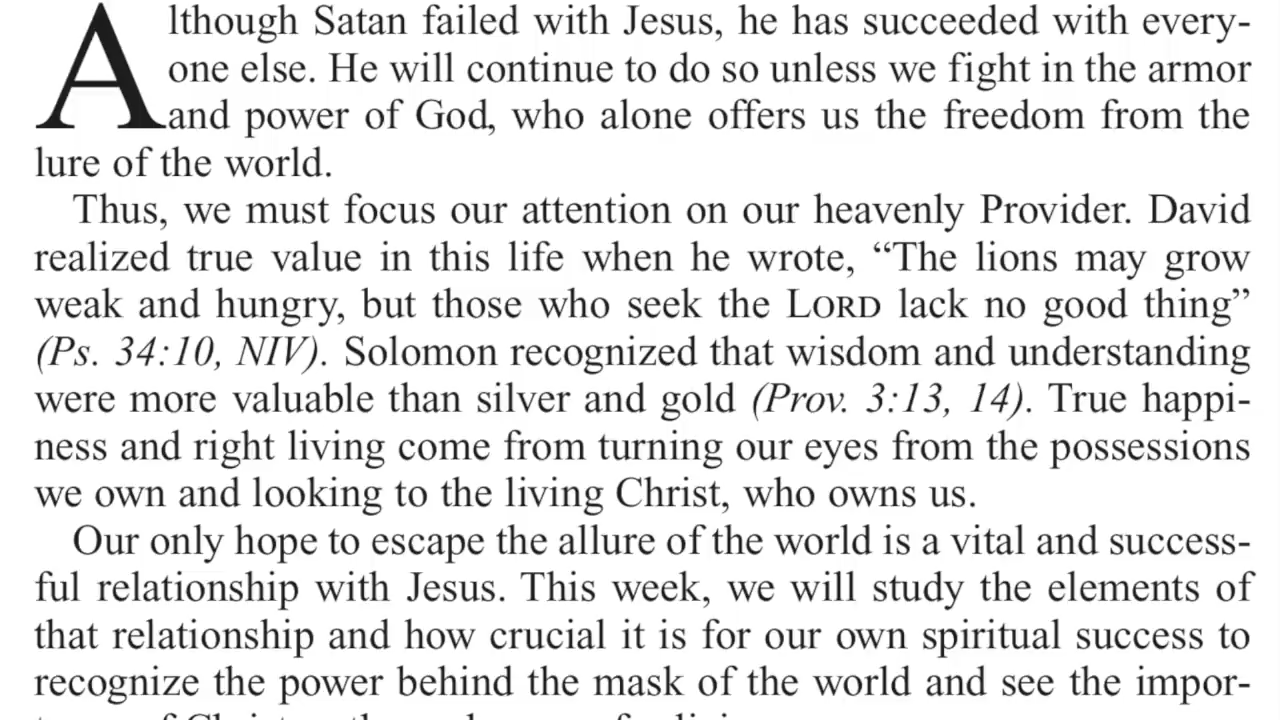 Although Satan failed with Jesus, he has succeeded with every-
one else. He will continue to do so unless we fight in the armor
and power of God, who alone offers us the freedom from the
lure of the world.
Thus, we must focus our attention on our heavenly Provider. David
realized true value in this life when he wrote, “The lions may grow
weak and hungry, but those who seek the LORD lack no good thing”
(Ps. 34:10, NIV). Solomon recognized that wisdom and understanding
were more valuable than silver and gold (Prov. 3:13, 14). True happi-
ness and right living come from turning our eyes from the possessions
we own and looking to the living Christ, who owns us.
Our only hope to escape the allure of the world is a vital and success-
ful relationship with Jesus. This week, we will study the elements of
that relationship and how crucial it is for our own spiritual success to
recognize the power behind the mask of the world and see the impor-